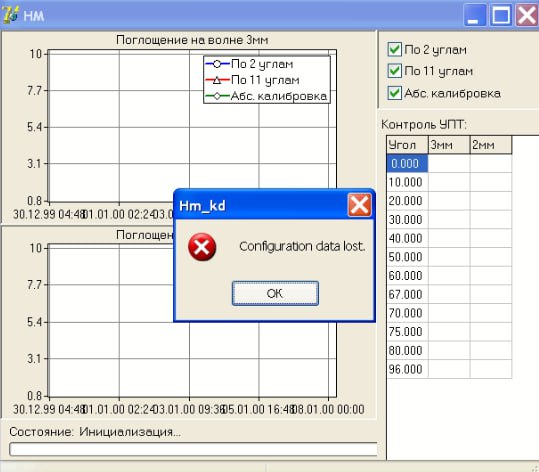 НМ
Поглощение на волне 3мм
По 2 углам
По 11 углам
Абс. калибровка
10
7.7
5.4
3.1
0.8
30.12.99 04:48 01.01.00 02:24
По 2 углам
По 11 углам
Абс. калибровка
Контроль УПТ:
Угол 3мм 2мм
0.000
10.000
20.000
30.000
40.000
50.000
60.000
67.000
70.000
75.000
80.000
96.000
Hm_kd
Configuration data lost.
OK
Поглощен
10
7.7
5.4
3.1
0.8
30.12.99 04:48 01.01.00 02:24 03.01.00 09:36 05.01.00 16:48 08.01.00 00:00
Состояние: Инициализация...